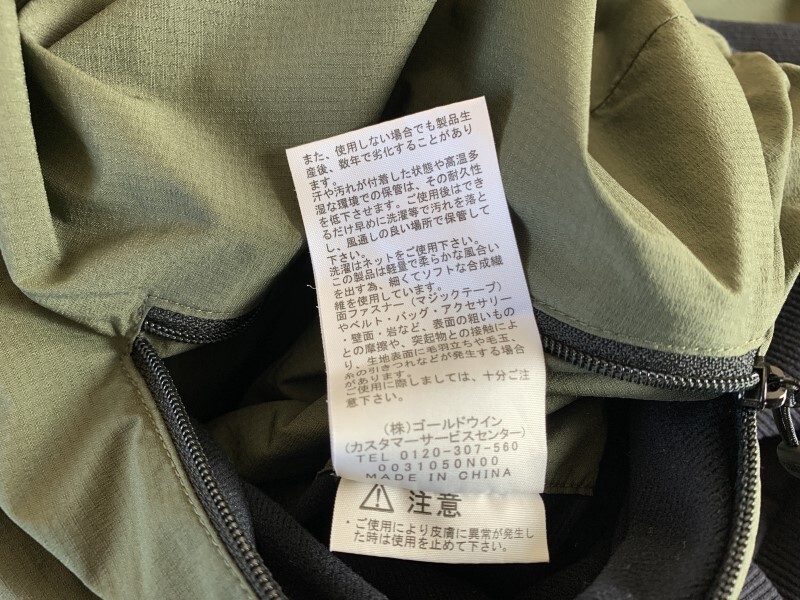 また、使用しない場合でも製品生
産後、数年で劣化することがあり
ます。
汗や汚れが付着した状態や高温多
湿な環境での保管は、その耐久性
を低下させます。ご使用後はでき
るだけ早めに洗濯等で汚れを落と
し、風通しの良い場所で保管して
下さい。
洗濯はネットをご使用下さい。
この製品は軽量で柔らかな風合い
を出す為、細くてソフトな合成繊
維を使用しています。
面ファスナー(マジックテープ)
やベルト・バッグ・アクセサリー
・壁面・岩など、表面の粗いもの
との摩擦や、突起物との接触によ
り、生地表面に毛羽立ちや毛玉、
糸の引きつれなどが発生する場合
があります。
ご使用に際しましては、十分ご注
意下さい。
(株)ゴールドウイン
(カスタマーサービスセンター)
TEL 0120-307-560
0031050N00
MADE IN CHINA
注意
・ご使用により皮膚に異常が発生し
た時は使用を止めて下さい。